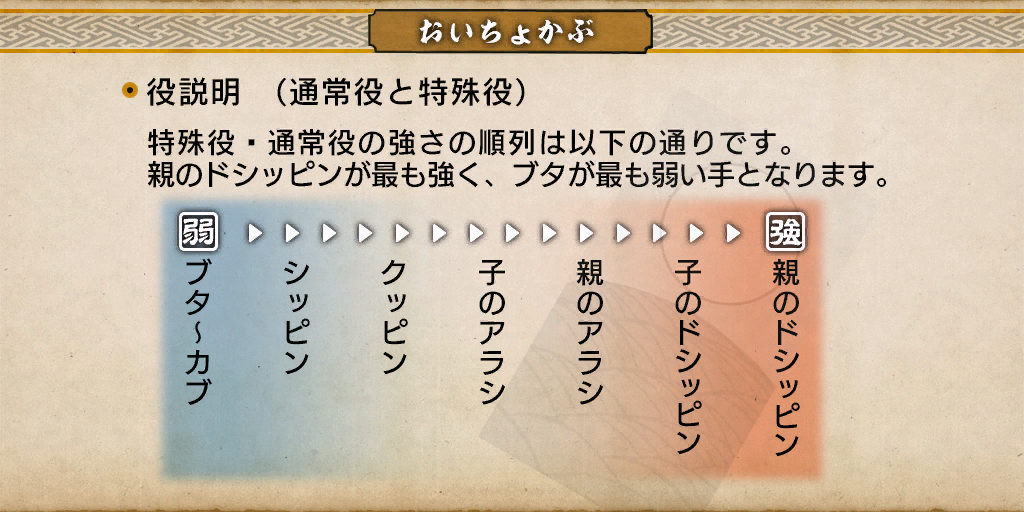 おいちょかぶ
役説明 （通常役と特殊役）
特殊役・通常役の強さの順列は以下の通りです。
親のドシッピンが最も強く、ブタが最も弱い手となります。
弱
強
ブタ～カブ
シッピン
クッピン
子のアラシ
親のアラシ
子のドシッピン
親のドシッピン